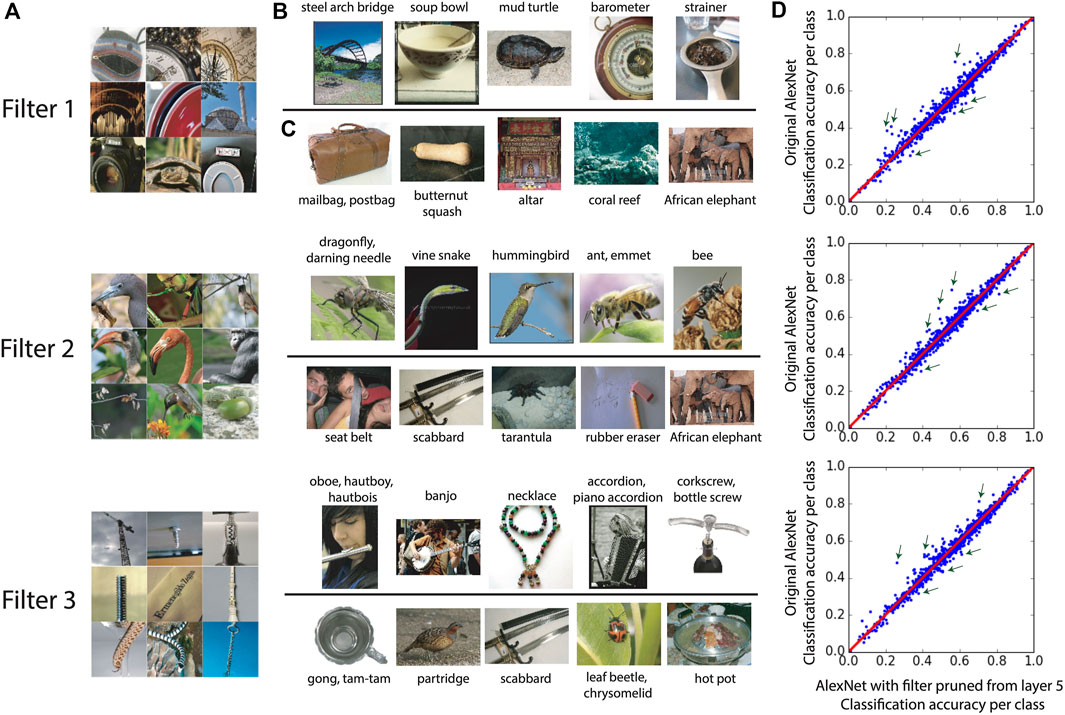 A
B
D
steel arch bridge
soup bowl
mud turtle
barometer
strainer
Filter 1
C
mailbag, postbag
butternut
squash
altar
coral reef
African elephant
Original AlexNet
Classification accuracy per class
1.0
0.8
0.6
0.4
0.2
0.0
0.0 0.2 0.4 0.6 0.8 1.0
Filter 2
dragonfly,
darning needle
vine snake
hummingbird
ant, emmet
bee
seat belt
scabbard
tarantula
rubber eraser
African elephant
Original AlexNet
Classification accuracy per class
1.0
0.8
0.6
0.4
0.2
0.0
0.0 0.2 0.4 0.6 0.8 1.0
Filter 3
Ermenegildo Zegna
oboe, hautboy,
hautbois
banjo
necklace
accordion,
piano accordion
corkscrew,
bottle screw
gong, tam-tam
partridge
scabbard
leaf beetle,
chrysomelid
hot pot
Original AlexNet
Classification accuracy per class
1.0
0.8
0.6
0.4
0.2
0.0
0.0 0.2 0.4 0.6 0.8 1.0
AlexNet with filter pruned from layer 5
Classification accuracy per class